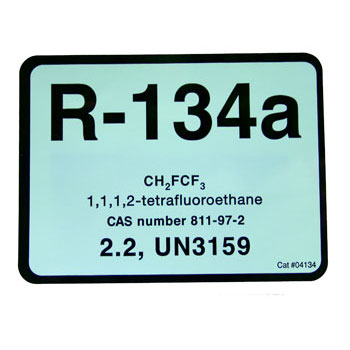 R-134a
CH₂FCF₃
1,1,1,2-tetrafluoroethane
CAS number 811-97-2
2.2, UN3159
Cat #04134